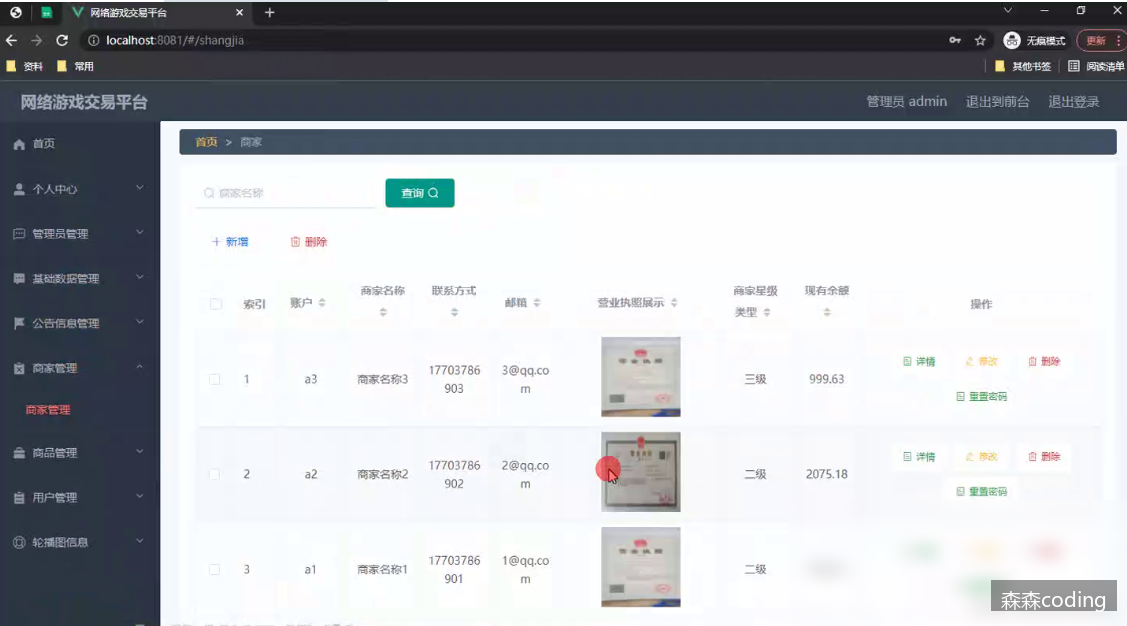 网络游戏交易平台
localhost:8081/#/shangjia
无痕模式
更新
资料
常用
其他书签
阅读清单
网络游戏交易平台
管理员 admin
退出到前台
退出登录
首页
个人中心
管理员管理
基础数据管理
公告信息管理
商家管理
商家管理
商品管理
用户管理
轮播图信息
首页 > 商家
商家名称
查询
+ 新增
删除
索引
账户
商家名称
联系方式
邮箱
营业执照展示
商家星级
类型
现有余额
操作
1
a3
商家名称3
17703786
903
3@qq.co
m
三级
999.63
详情
修改
删除
重置密码
2
a2
商家名称2
17703786
902
2@qq.co
m
二级
2075.18
详情
修改
删除
重置密码
3
a1
商家名称1
17703786
901
1@qq.co
m
二级
森森coding